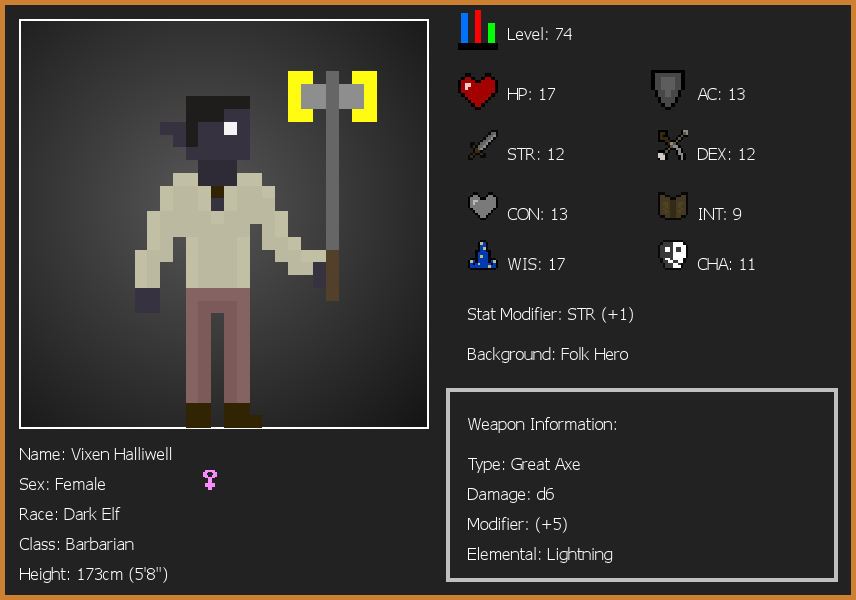 Level: 74
HP: 17
AC: 13
STR: 12
DEX: 12
CON: 13
INT: 9
WIS: 17
CHA: 11
Stat Modifier: STR (+1)
Background: Folk Hero
Weapon Information:
Type: Great Axe
Damage: d6
Modifier: (+5)
Elemental: Lightning
Name: Vixen Halliwell
Sex: Female
Race: Dark Elf
Class: Barbarian
Height: 173cm (5'8")